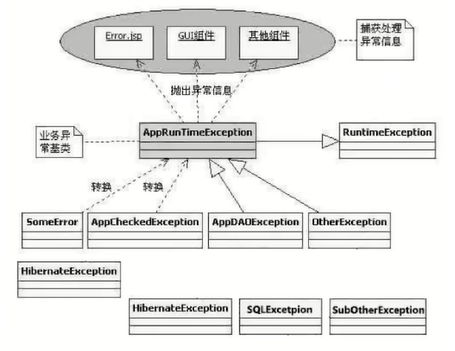 Error.jsp
GUI组件
其他组件
捕获处理
异常信息
抛出异常信息
业务异
常基类
AppRunTimeException
RuntimeException
转换
转换
SomeError
AppCheckedException
AppDAOException
OtherException
HibernateException
HibernateException
SQLExcetpion
SubOtherException